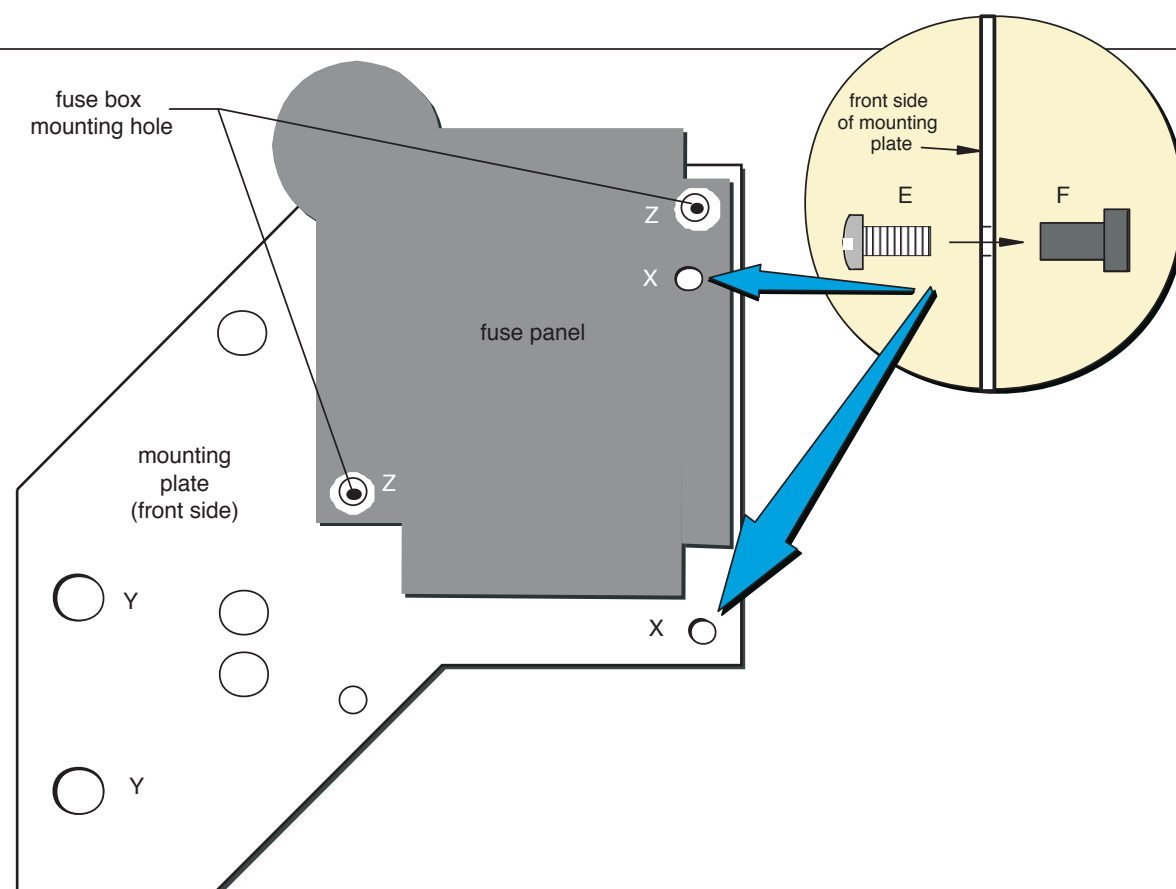 fuse box
mounting hole
front side
of mounting
plate
E
F
Z
X
fuse panel
mounting
plate
(front side)
Z
Y
X
Y